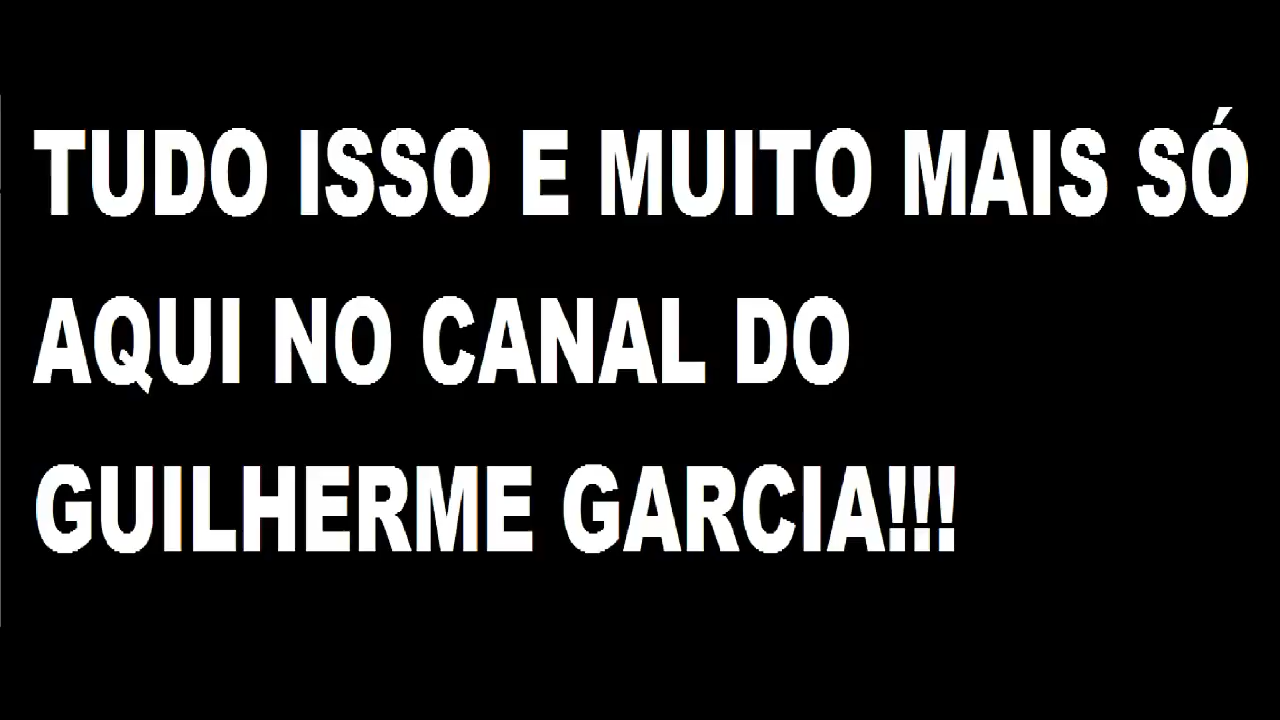 TUDO ISSO E MUITO MAIS SÓ
AQUI NO CANAL DO
GUILHERME GARCIA!!!